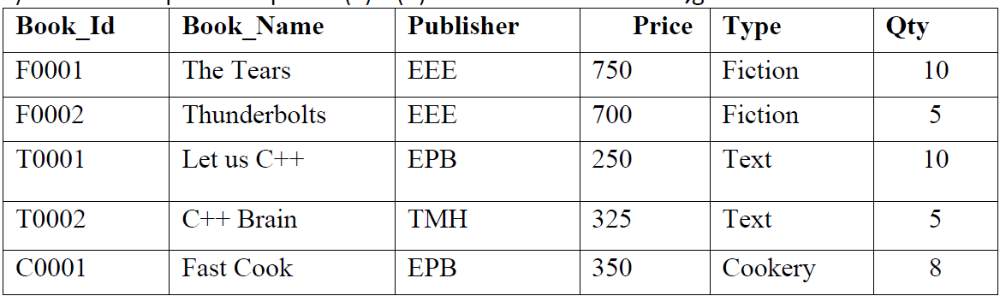 Book_Id Book_Name Publisher Price Type Qty
F0001 The Tears EEE 750 Fiction 10
F0002 Thunderbolts EEE 700 Fiction 5
T0001 Let us C++ EPB 250 Text 10
T0002 C++ Brain TMH 325 Text 5
C0001 Fast Cook EPB 350 Cookery 8